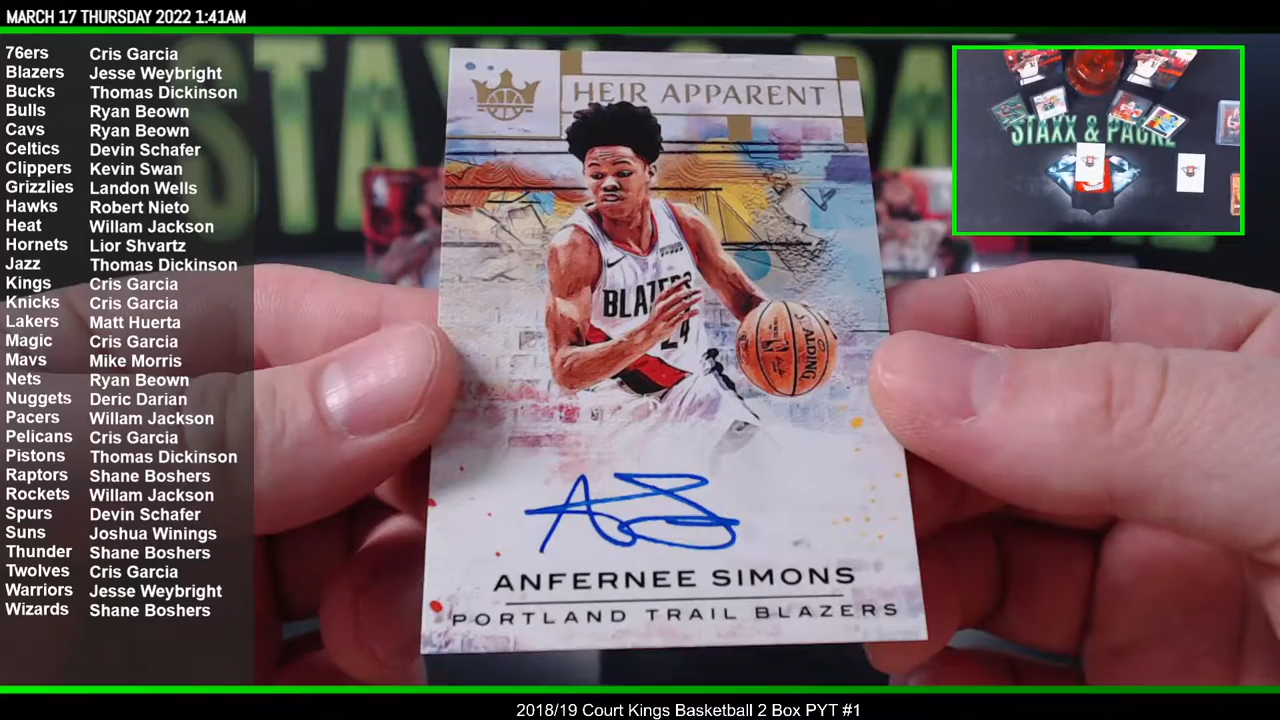 MARCH 17 THURSDAY 2022 1:41AM
76ers Cris Garcia
Blazers Jesse Weybright
Bucks Thomas Dickinson
Bulls Ryan Beown
Cavs Ryan Beown
Celtics Devin Schafer
Clippers Kevin Swan
Grizzlies Landon Wells
Hawks Robert Nieto
Heat Willam Jackson
Hornets Lior Shvartz
Jazz Thomas Dickinson
Kings Cris Garcia
Knicks Cris Garcia
Lakers Matt Huerta
Magic Cris Garcia
Mavs Mike Morris
Nets Ryan Beown
Nuggets Deric Darian
Pacers Willam Jackson
Pelicans Cris Garcia
Pistons Thomas Dickinson
Raptors Shane Boshers
Rockets Willam Jackson
Spurs Devin Schafer
Suns Joshua Winings
Thunder Shane Boshers
Twolves Cris Garcia
Warriors Jesse Weybright
Wizards Shane Boshers
HEIR APPARENT
BLAZERS
24
SPALDING
ANFERNEE SIMONS
PORTLAND TRAIL BLAZERS
STAXX & PACKZ
2018/19 Court Kings Basketball 2 Box PYT #1